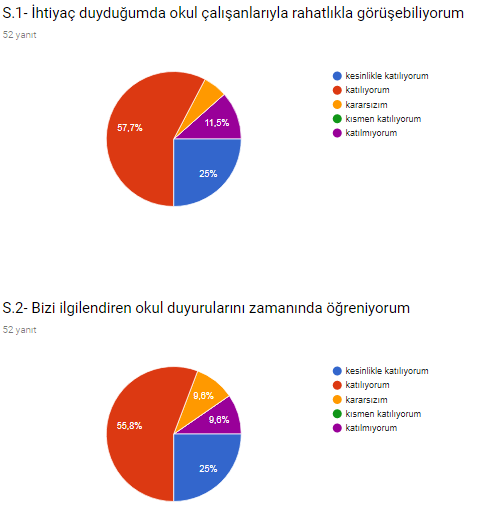 S.1- İhtiyaç duyduğumda okul çalışanlarıyla rahatlıkla görüşebiliyorum
52 yanıt
kesinlikle katılıyorum
katılıyorum
kararsızım
kısmen katılıyorum
katılmıyorum
57,7%
11,5%
25%
S.2- Bizi ilgilendiren okul duyurularını zamanında öğreniyorum
52 yanıt
kesinlikle katılıyorum
katılıyorum
kararsızım
kısmen katılıyorum
katılmıyorum
9,6%
55,8%
9,6%
25%